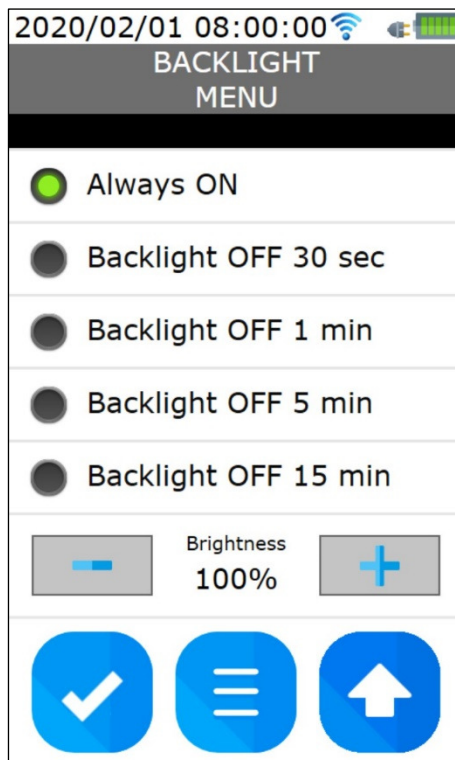 2020/02/01 08:00:00
BACKLIGHT
MENU
Always ON
Backlight OFF 30 sec
Backlight OFF 1 min
Backlight OFF 5 min
Backlight OFF 15 min
Brightness
100%